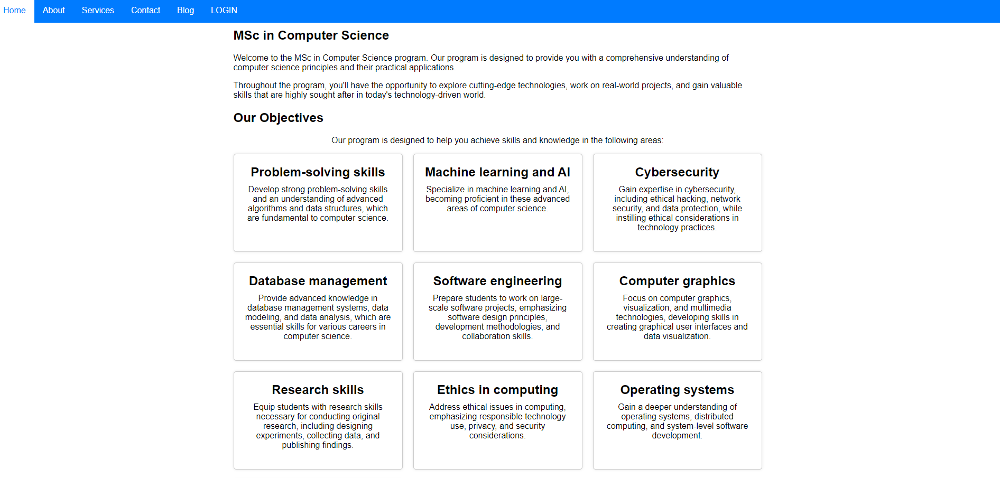 Home About Services Contact Blog LOGIN
MSc in Computer Science
Welcome to the MSc in Computer Science program. Our program is designed to provide you with a comprehensive understanding of
computer science principles and their practical applications.
Throughout the program, you'll have the opportunity to explore cutting-edge technologies, work on real-world projects, and gain valuable
skills that are highly sought after in today's technology-driven world.
Our Objectives
Our program is designed to help you achieve skills and knowledge in the following areas:
Problem-solving skills
Develop strong problem-solving skills
and an understanding of advanced
algorithms and data structures, which
are fundamental to computer science.
Machine learning and AI
Specialize in machine learning and AI,
becoming proficient in these advanced
areas of computer science.
Cybersecurity
Gain expertise in cybersecurity,
including ethical hacking, network
security, and data protection, while
instilling ethical considerations in
technology practices.
Database management
Provide advanced knowledge in
database management systems, data
modeling, and data analysis, which are
essential skills for various careers in
computer science.
Software engineering
Prepare students to work on large-
scale software projects, emphasizing
software design principles,
development methodologies, and
collaboration skills.
Computer graphics
Focus on computer graphics,
visualization, and multimedia
technologies, developing skills in
creating graphical user interfaces and
data visualization.
Research skills
Equip students with research skills
necessary for conducting original
research, including designing
experiments, collecting data, and
publishing findings.
Ethics in computing
Address ethical issues in computing,
emphasizing responsible technology
use, privacy, and security
considerations.
Operating systems
Gain a deeper understanding of
operating systems, distributed
computing, and system-level software
development.